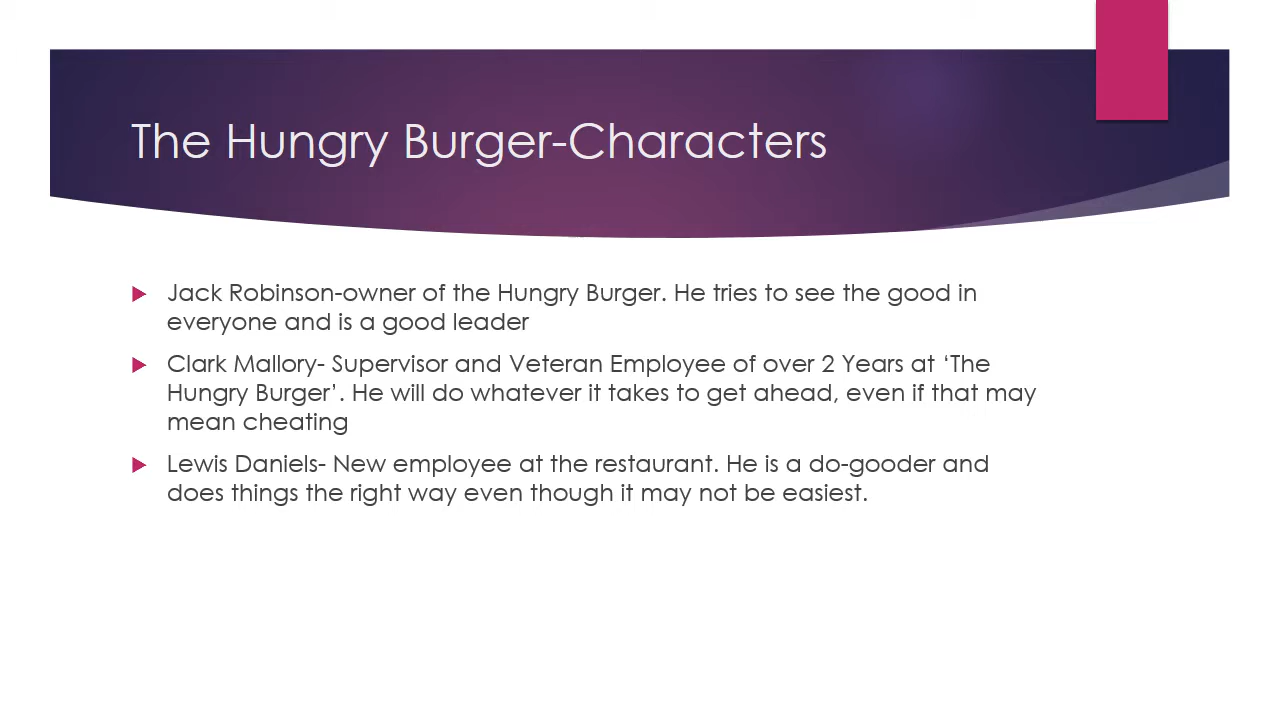 The Hungry Burger-Characters
Jack Robinson-owner of the Hungry Burger. He tries to see the good in
everyone and is a good leader
Clark Mallory- Supervisor and Veteran Employee of over 2 Years at ‘The
Hungry Burger’. He will do whatever it takes to get ahead, even if that may
mean cheating
Lewis Daniels- New employee at the restaurant. He is a do-gooder and
does things the right way even though it may not be easiest.